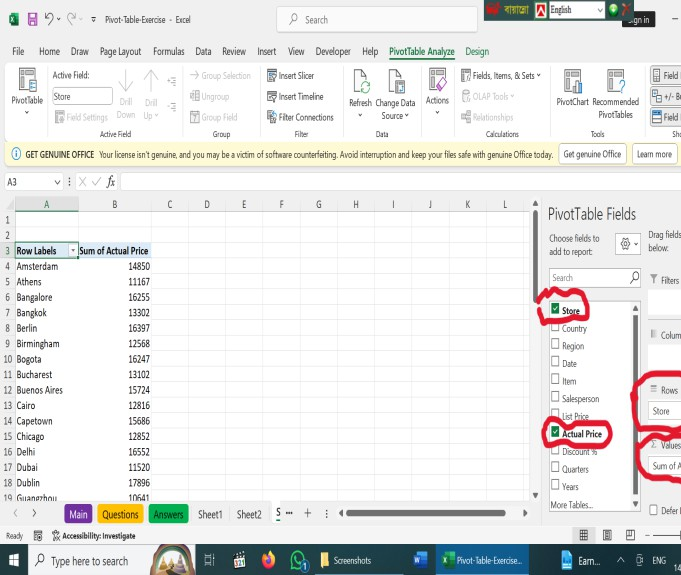 Pivot-Table-Exercise - Excel
Search
বায়ান্নো
English
gn in
File Home Draw Page Layout Formulas Data Review Insert View Developer Help PivotTable Analyze Design
PivotTable
Active Field:
Store
Field Settings
Drill Down
Drill Up
Active Field
Group Selection
Ungroup
Group Field
Group
Insert Slicer
Insert Timeline
Filter Connections
Filter
Refresh
Change Data Source
Data
Actions
Fields, Items, & Sets
OLAP Tools
Relationships
Calculations
PivotChart
Recommended PivotTables
Tools
Field
+/- B
Field
Sho
GET GENUINE OFFICE Your license isn't genuine, and you may be a victim of software counterfeiting. Avoid interruption and keep your files safe with genuine Office today. Get genuine Office Learn more
A3 fx
A B C D E F G H I J K L
1
2
3 Row Labels Sum of Actual Price
4 Amsterdam 14850
5 Athens 11167
6 Bangalore 16255
7 Bangkok 13302
8 Berlin 16397
9 Birmingham 12568
10 Bogota 16247
11 Bucharest 13102
12 Buenos Aires 15724
13 Cairo 12816
14 Capetown 15686
15 Chicago 12852
16 Delhi 16552
17 Dubai 11520
18 Dublin 17896
19 Guangzhou 10641
PivotTable Fields
Choose fields to add to report:
Search
Store
Country
Region
Date
Item
Salesperson
List Price
Actual Price
Discount %
Quarters
Years
More Tables...
Drag fields
below:
Filters
Colum
Rows
Store
Σ Values
Sum of A
Defer
Main Questions Answers Sheet1 Sheet2 S ...
Ready Accessibility: Investigate
Type here to search
Screenshots
Pivot-Table-Exercise...
Earn...
ENG
14